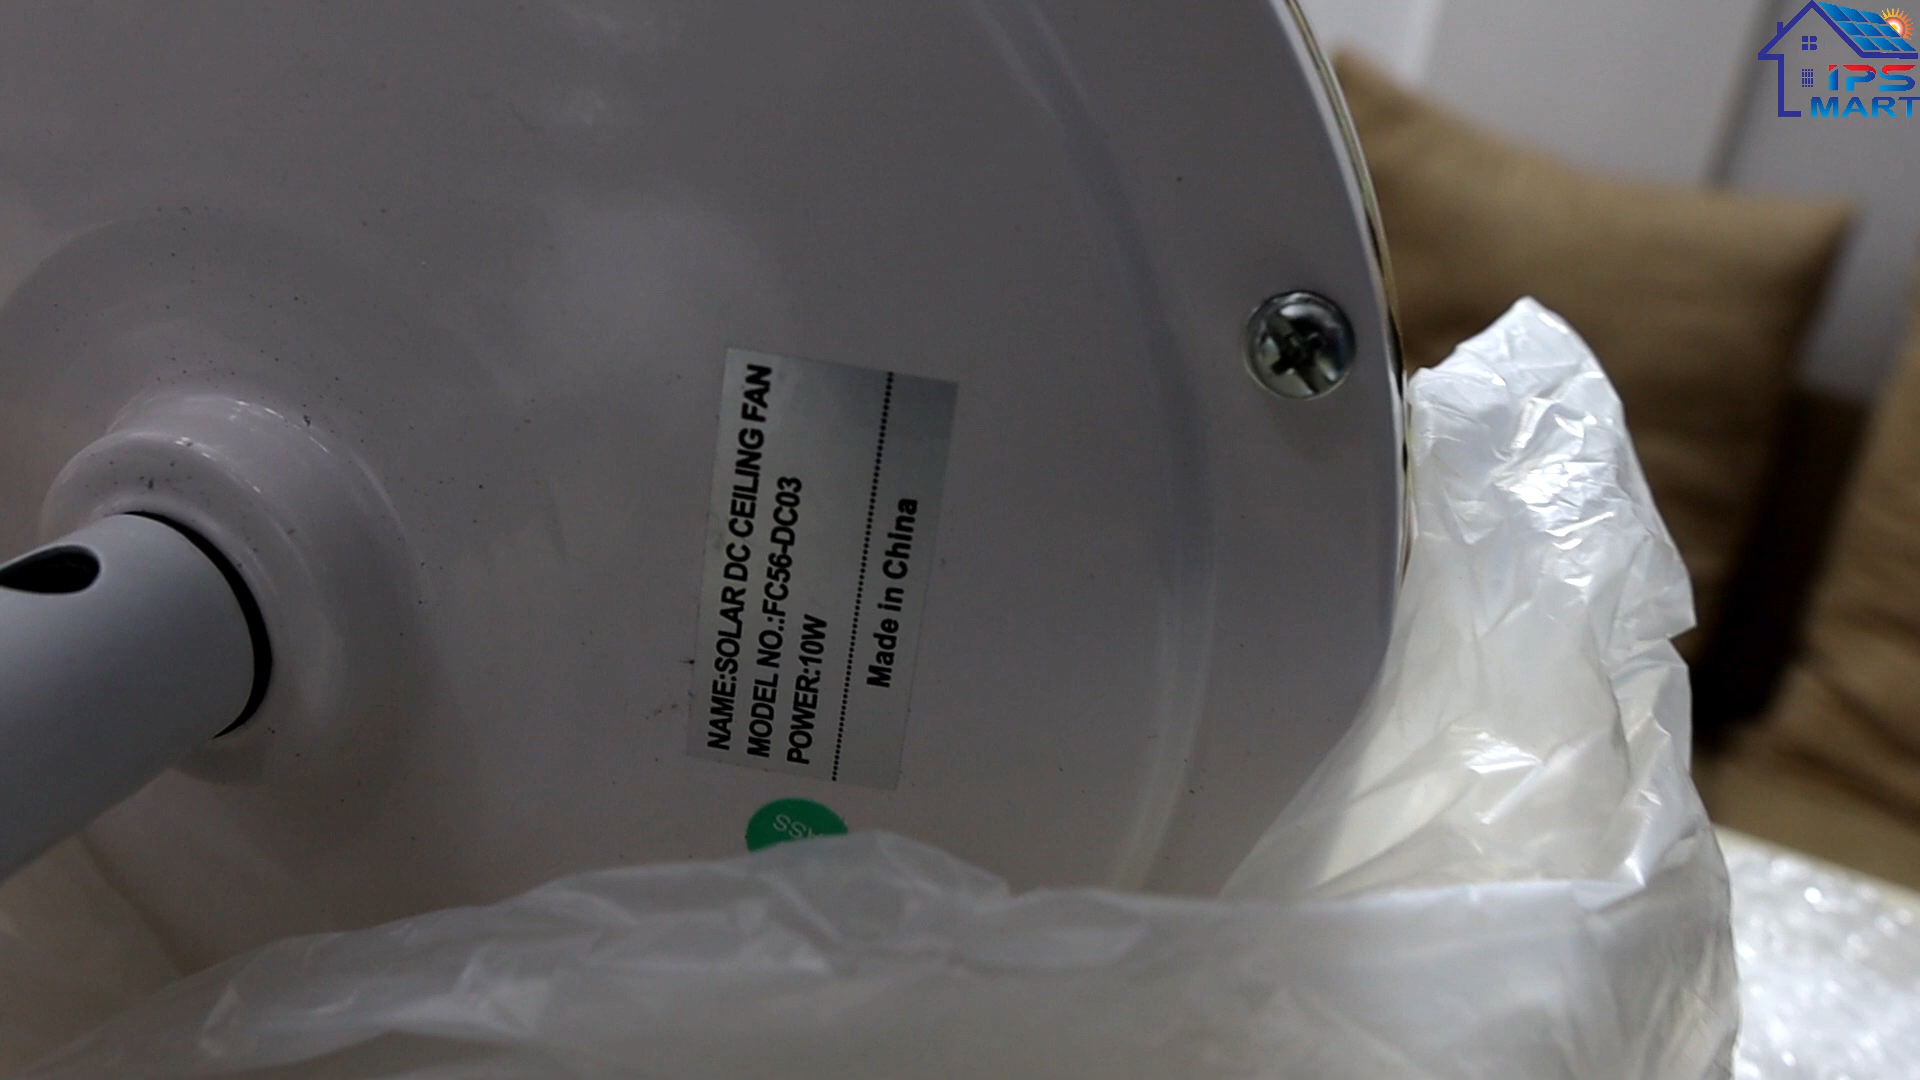 NAME:SOLAR DC CEILING FAN
MODEL NO.:FC56-DC03
POWER:10W
Made in China
IPS
MART